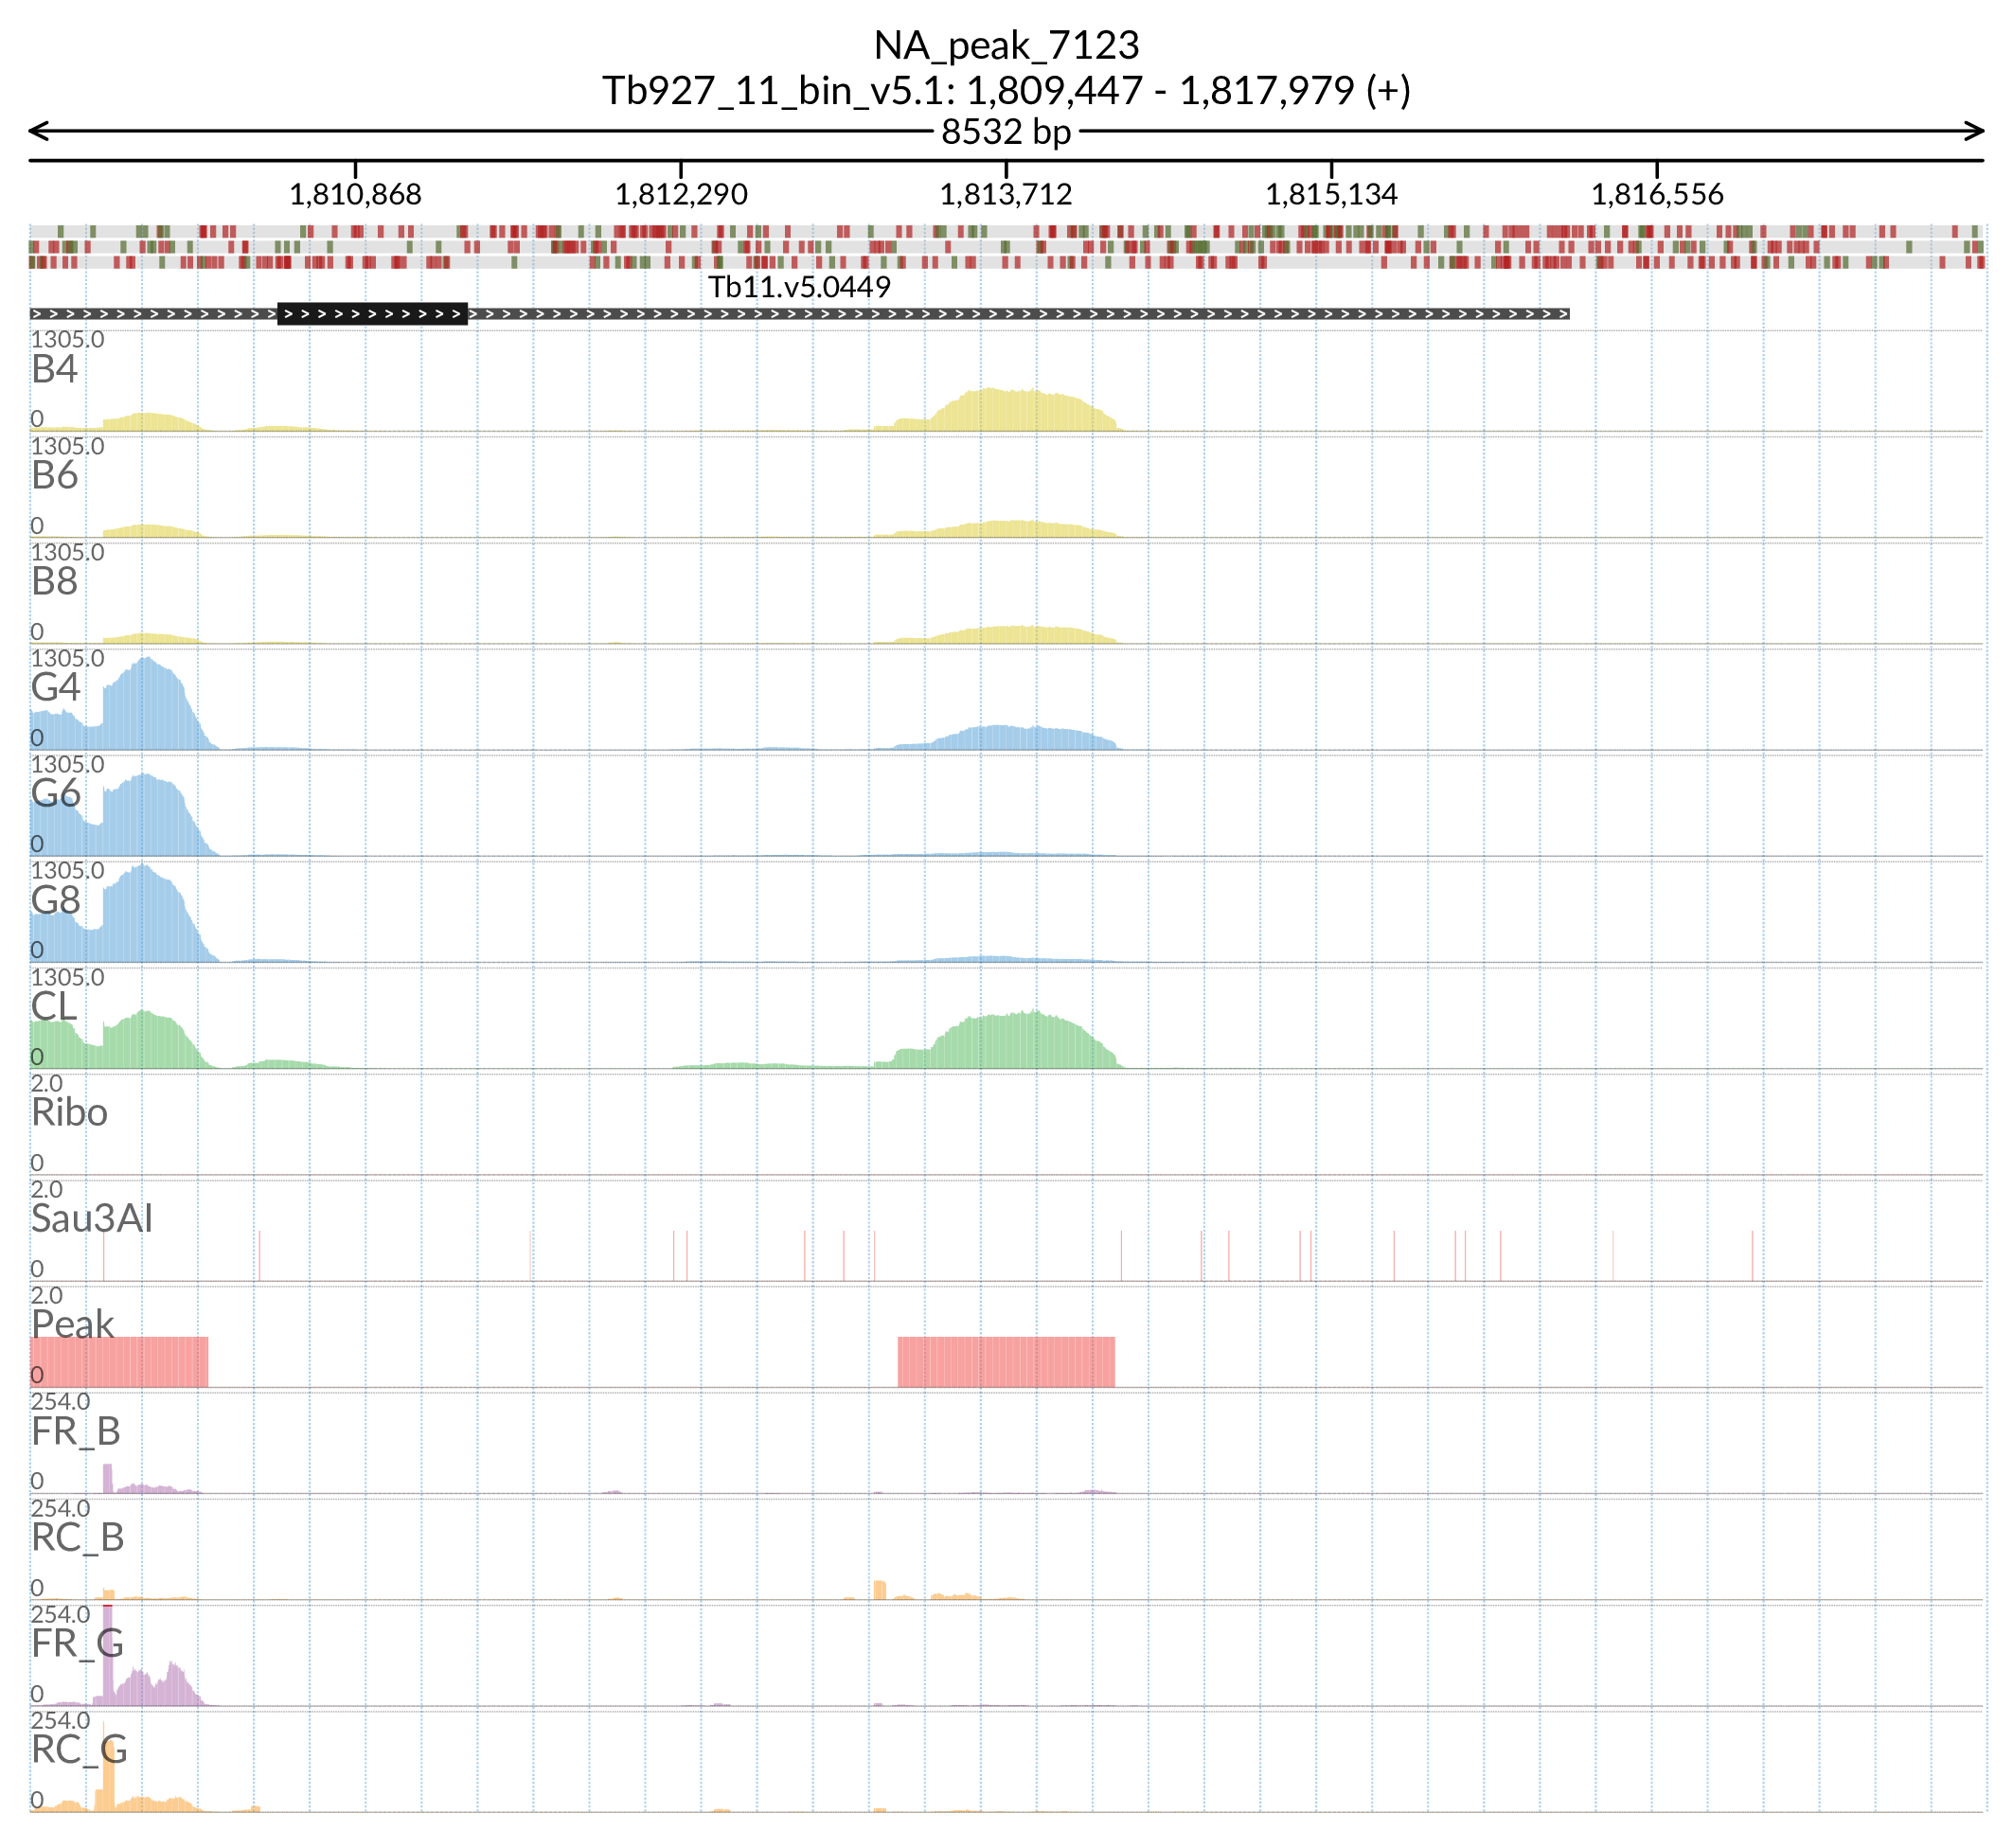 NA_peak_7123
Tb927_11_bin_v5.1: 1,809,447 - 1,817,979 (+)
8532 bp
1,810,868 1,812,290 1,813,712 1,815,134 1,816,556
Tb11.v5.0449
1305.0
B4
0
1305.0
B6
0
1305.0
B8
0
1305.0
G4
0
1305.0
G6
0
1305.0
G8
0
1305.0
CL
0
2.0
Ribo
0
2.0
Sau3AI
0
2.0
Peak
0
254.0
FR_B
0
254.0
RC_B
0
254.0
FR_G
0
254.0
RC_G
0